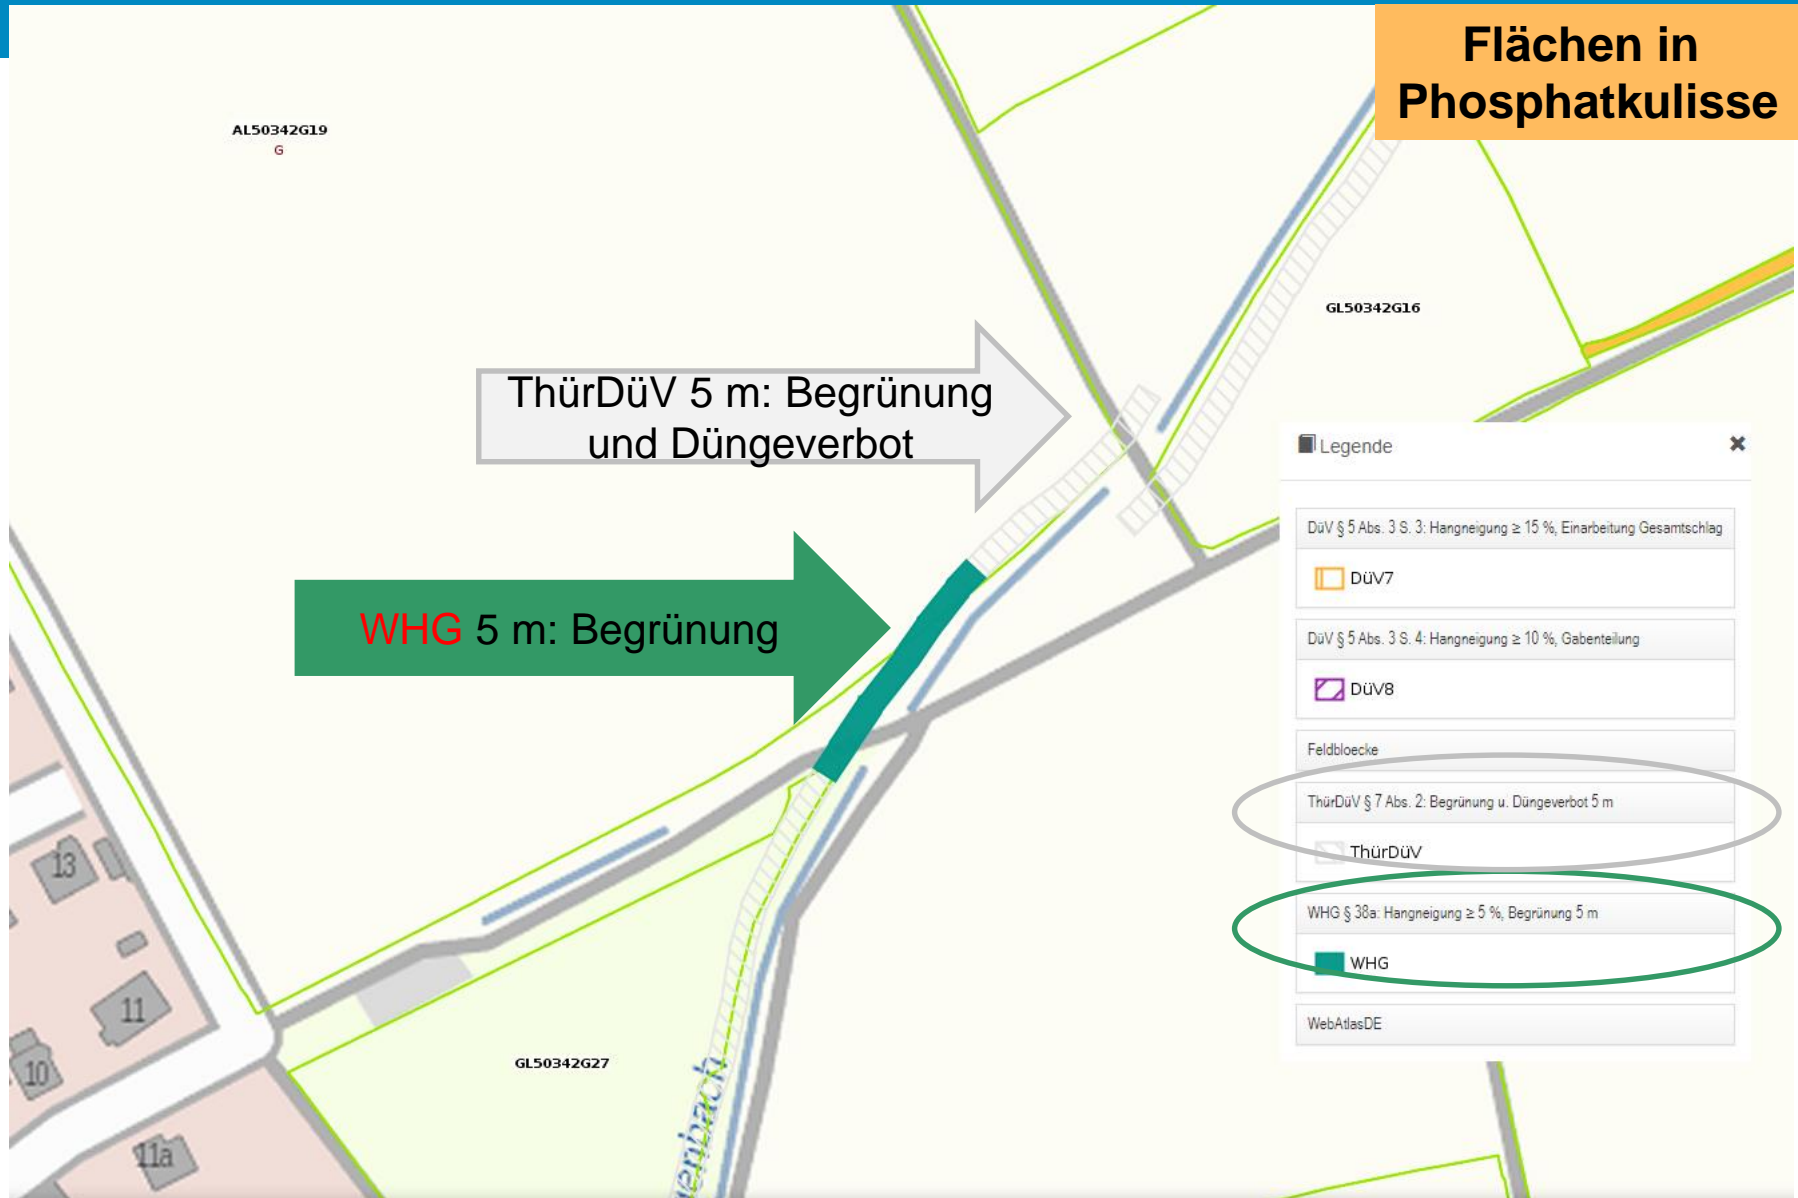 Flächen in
Phosphatkulisse
AL50342G19
G
GL50342G16
ThürDüV 5 m: Begrünung
und Düngeverbot
WHG 5 m: Begrünung
Legende
DüV § 5 Abs. 3 S. 3: Hangneigung ≥ 15 %, Einarbeitung Gesamtschlag
DüV7
DüV § 5 Abs. 3 S. 4: Hangneigung ≥ 10 %, Gabenteilung
DüV8
Feldbloecke
ThürDüV § 7 Abs. 2: Begrünung u. Düngeverbot 5 m
ThürDüV
WHG § 38a: Hangneigung ≥ 5 %, Begrünung 5 m
WHG
WebAtlasDE
13
11
10
11a
GL50342G27